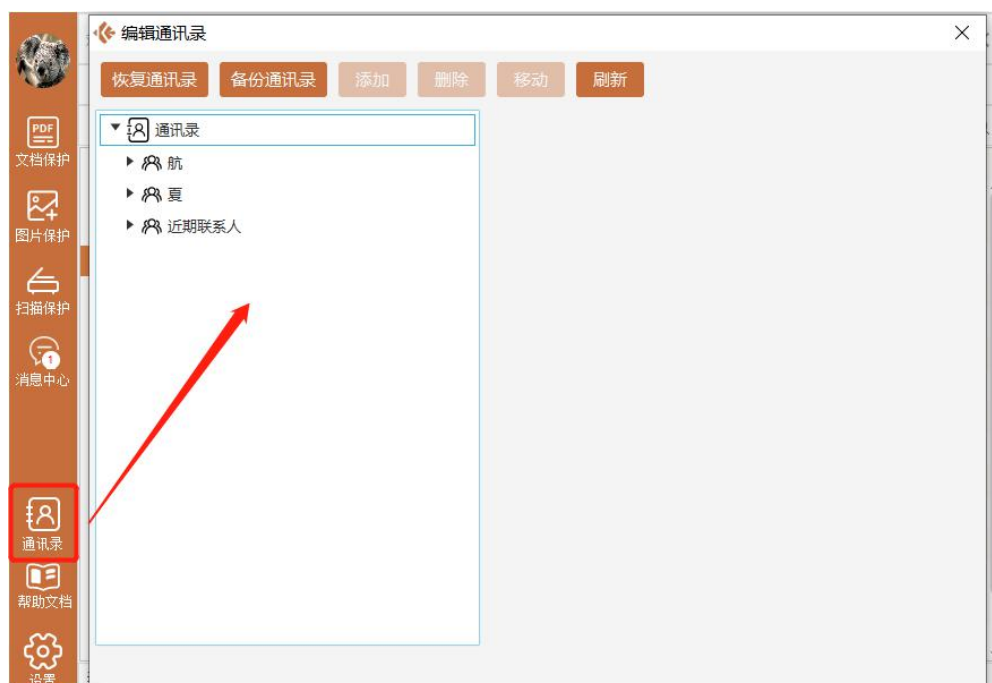 编辑通讯录
恢复通讯录 备份通讯录 添加 删除 移动 刷新
通讯录
航
夏
近期联系人
PDF
文档保护
图片保护
扫描保护
1
消息中心
通讯录
帮助文档
设置